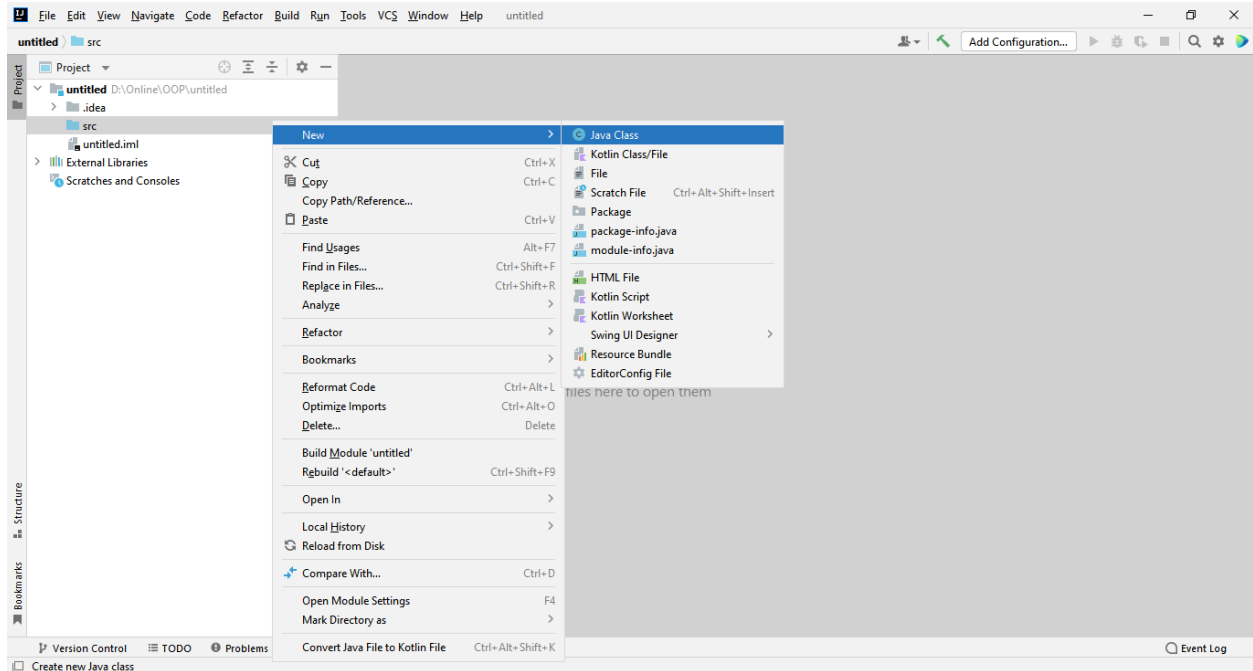 File Edit View Navigate Code Refactor Build Run Tools VCS Window Help untitled
untitled src
Add Configuration...
Project
Project
untitled D:\Online\OOP\untitled
.idea
src
untitled.iml
External Libraries
Scratches and Consoles
New
Cut Ctrl+X
Copy Ctrl+C
Copy Path/Reference...
Paste Ctrl+V
Find Usages Alt+F7
Find in Files... Ctrl+Shift+F
Replace in Files... Ctrl+Shift+R
Analyze
Refactor
Bookmarks
Reformat Code Ctrl+Alt+L
Optimize Imports Ctrl+Alt+O
Delete... Delete
Build Module 'untitled'
Rebuild '<default>' Ctrl+Shift+F9
Open In
Local History
Reload from Disk
Compare With... Ctrl+D
Open Module Settings F4
Mark Directory as
Convert Java File to Kotlin File Ctrl+Alt+Shift+K
Java Class
Kotlin Class/File
File
Scratch File Ctrl+Alt+Shift+Insert
Package
package-info.java
module-info.java
HTML File
Kotlin Script
Kotlin Worksheet
Swing UI Designer
Resource Bundle
EditorConfig File
files here to open them
Structure
Bookmarks
Version Control TODO Problems
Event Log
Create new Java class